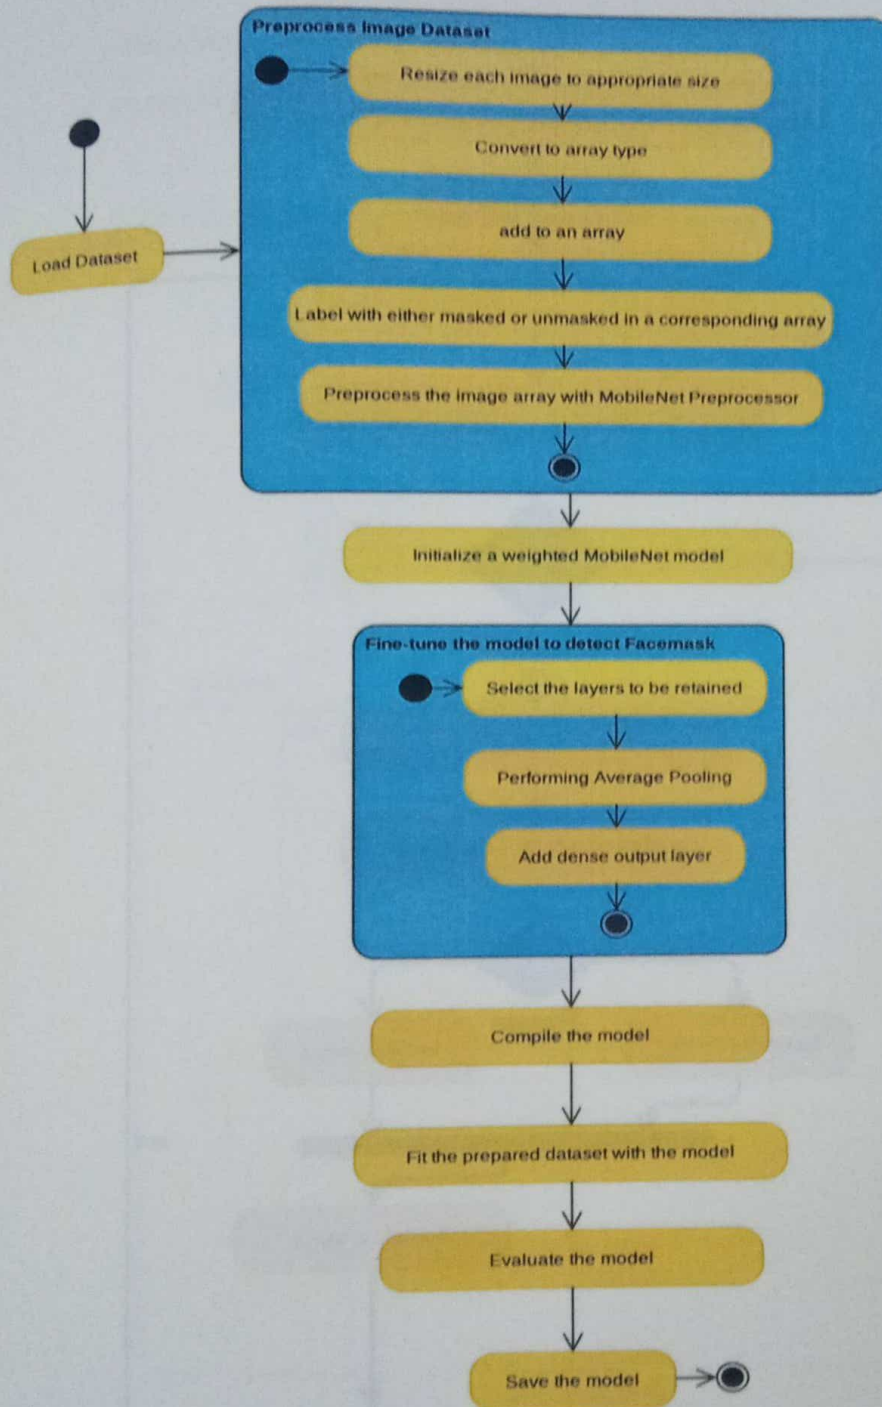 Preprocess Image Dataset
Resize each image to appropriate size
Convert to array type
add to an array
Load Dataset
Label with either masked or unmasked in a corresponding array
Preprocess the image array with MobileNet Preprocessor
Initialize a weighted MobileNet model
Fine-tune the model to detect Facemask
Select the layers to be retained
Performing Average Pooling
Add dense output layer
Compile the model
Fit the prepared dataset with the model
Evaluate the model
Save the model